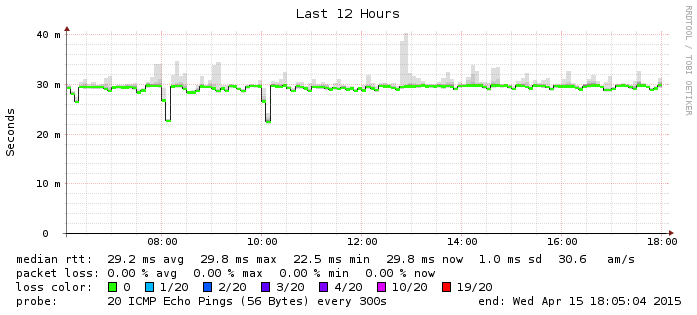 Last 12 Hours
RRDTOOL / TOBI OETIKER
Seconds
40 m
30 m
20 m
10 m
0
08:00 10:00 12:00 14:00 16:00 18:00
median rtt: 29.2 ms avg 29.8 ms max 22.5 ms min 29.8 ms now 1.0 ms sd 30.6 am/s
packet loss: 0.00 % avg 0.00 % max 0.00 % min 0.00 % now
loss color: 0 1/20 2/20 3/20 4/20 10/20 19/20
probe: 20 ICMP Echo Pings (56 Bytes) every 300s end: Wed Apr 15 18:05:04 2015